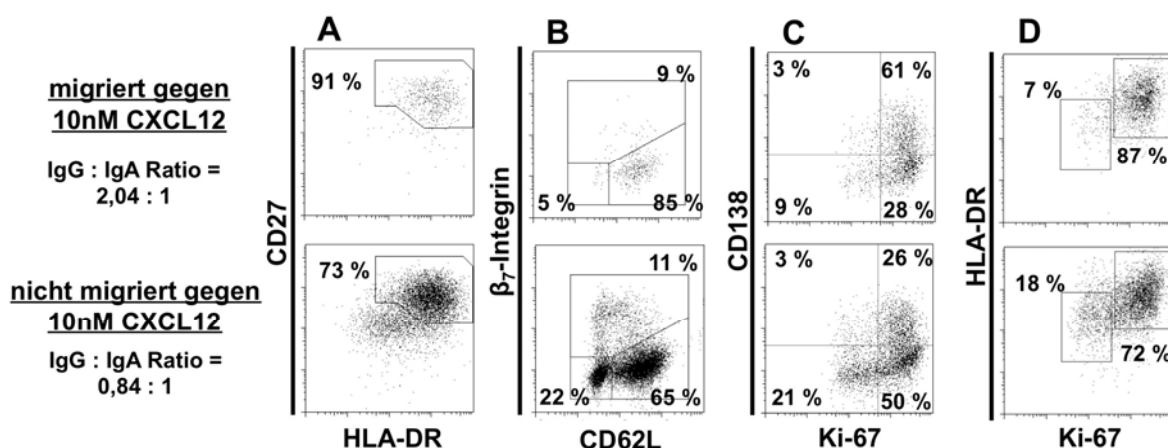 A
B
C
D
migriert gegen
10nM CXCL12
IgG : IgA Ratio =
2,04 : 1
91 %
9 %
5 %
85 %
3 %
61 %
9 %
28 %
7 %
87 %
nicht migriert gegen
10nM CXCL12
IgG : IgA Ratio =
0,84 : 1
73 %
11 %
22 %
65 %
3 %
26 %
21 %
50 %
18 %
72 %
CD27
β₇-Integrin
CD138
HLA-DR
HLA-DR
CD62L
Ki-67
Ki-67